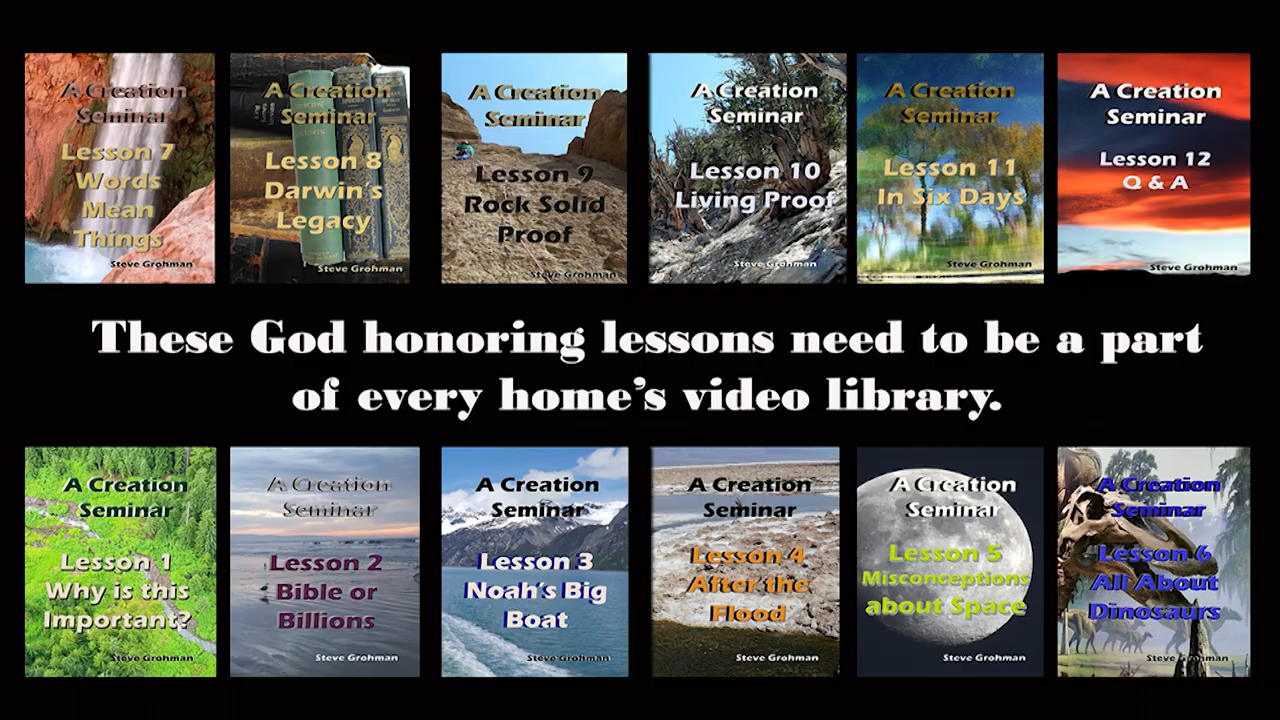 A Creation
Seminar
Lesson 7
Words
Mean
Things
Steve Grohman
A Creation
Seminar
Lesson 8
Darwin's
Legacy
Steve Grohman
A Creation
Seminar
Lesson 9
Rock Solid
Proof
Steve Grohman
A Creation
Seminar
Lesson 10
Living Proof
Steve Grohman
A Creation
Seminar
Lesson 11
In Six Days
Steve Grohman
A Creation
Seminar
Lesson 12
Q & A
Steve Grohman
These God honoring lessons need to be a part
of every home's video library.
A Creation
Seminar
Lesson 1
Why is this
Important?
Steve Grohman
A Creation
Seminar
Lesson 2
Bible or
Billions
Steve Grohman
A Creation
Seminar
Lesson 3
Noah's Big
Boat
Steve Grohman
A Creation
Seminar
Lesson 4
After the
Flood
Steve Grohman
A Creation
Seminar
Lesson 5
Misconceptions
about Space
Steve Grohman
A Creation
Seminar
Lesson 6
All About
Dinosaurs
Steve Grohman